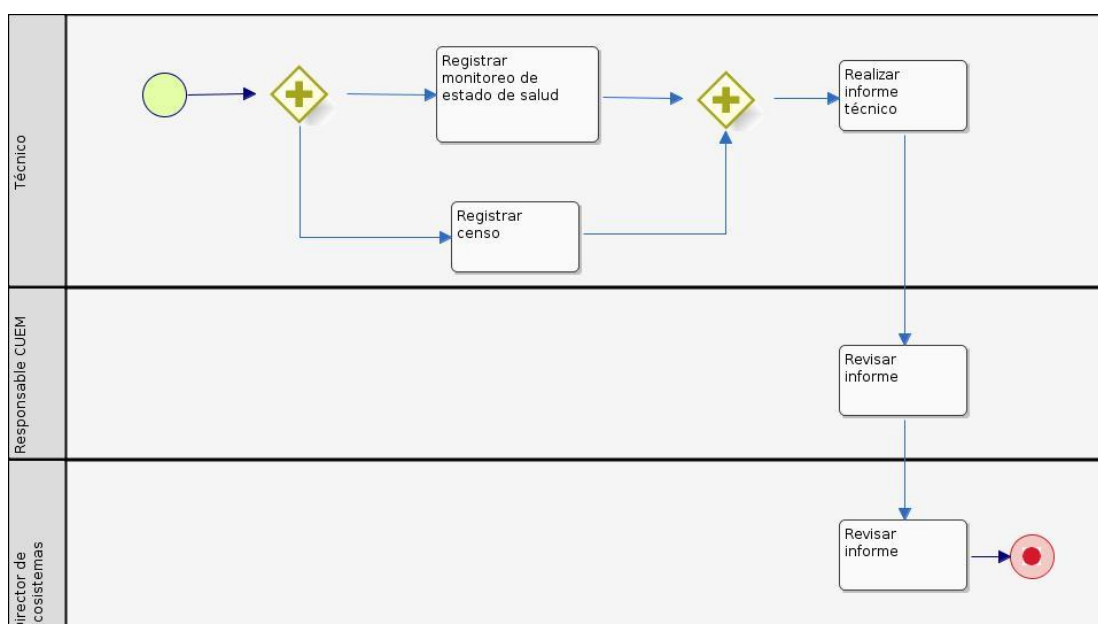 Técnico
Registrar
monitoreo de
estado de salud
Realizar
informe
técnico
Registrar
censo
Responsable CUEM
Revisar
informe
irector de
cosistemas
Revisar
informe